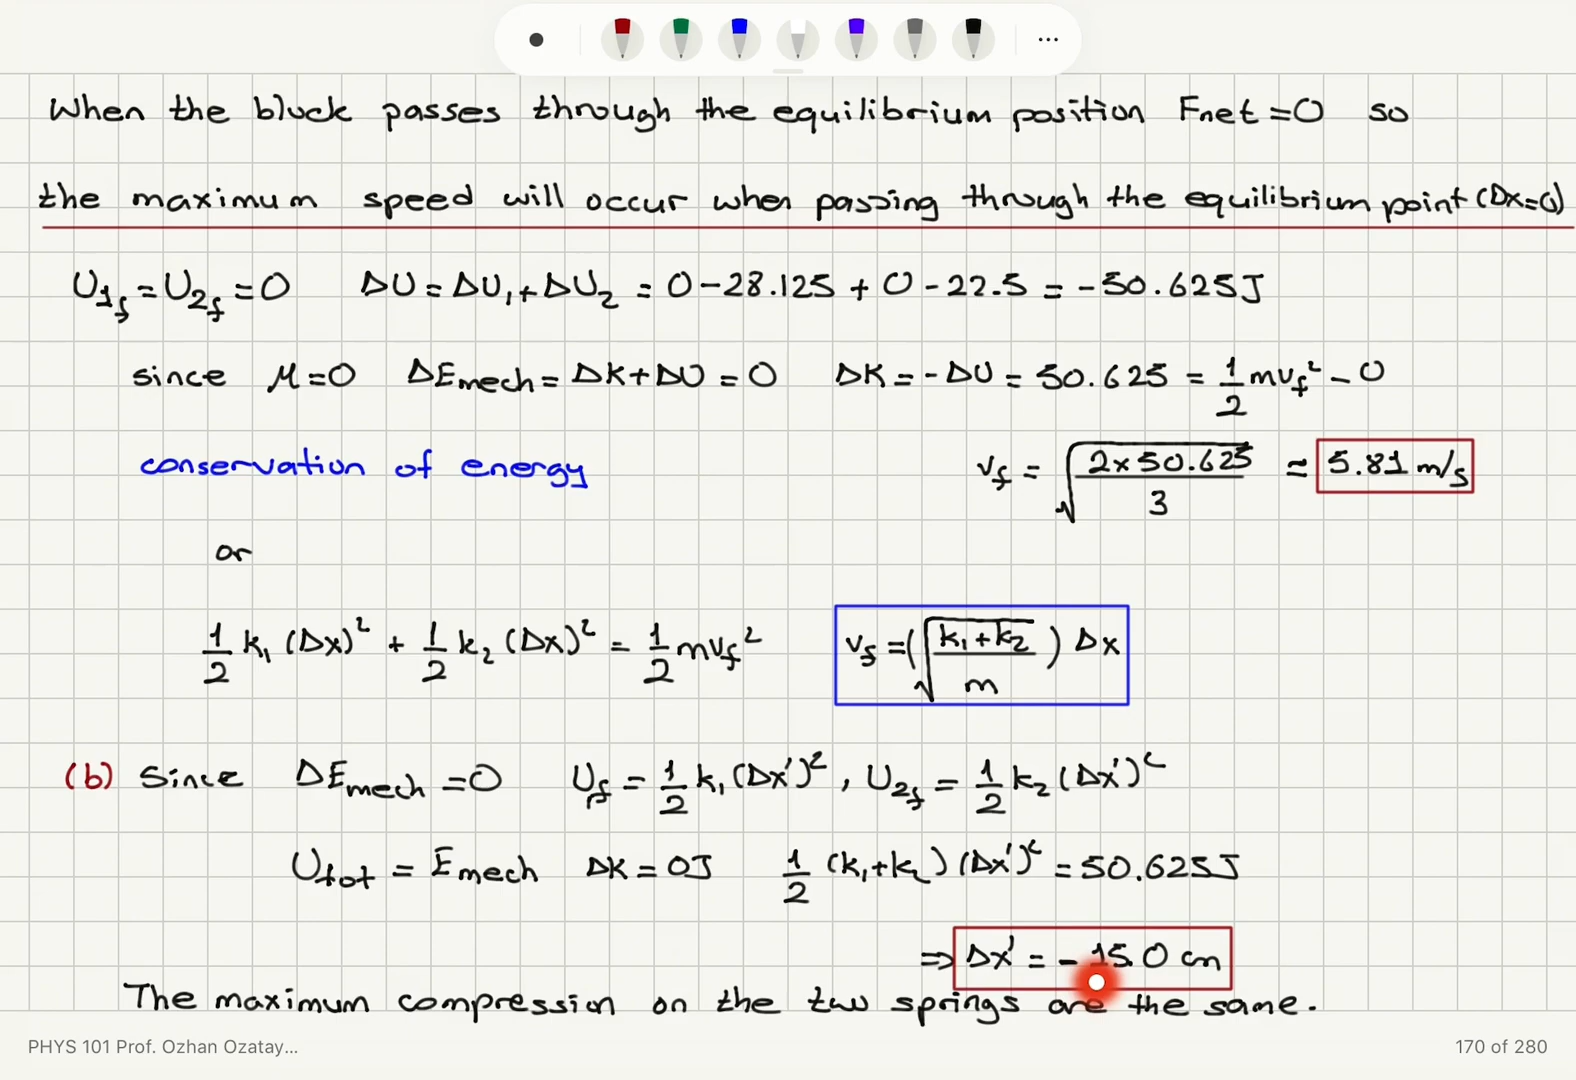 When the block passes through the equilibrium position Fnet = 0 so
the maximum speed will occur when passing through the equilibrium point (Dx=0)
U₁f = U₂f = 0 ΔU = ΔU₁ + ΔU₂ = 0 - 28.125 + 0 - 22.5 = -50.625J
since μ = 0 ΔEmech = ΔK + ΔU = 0 ΔK = -ΔU = 50.625 = 1/2 mvf² - 0
conservation of energy vf = √(2x50.625/3) ≈ 5.81 m/s
or
1/2 k₁ (Δx)² + 1/2 k₂ (Δx)² = 1/2 mvf² vf = (√(k₁+k₂/m)) Δx
(b) Since ΔEmech = 0 Uf = 1/2 k₁ (Δx')², U₂f = 1/2 k₂ (Δx')²
Utot = Emech ΔK = 0J 1/2 (k₁+k₂) (Δx')² = 50.625J
⇒ Δx' = -15.0 cm
The maximum compression on the two springs are the same.
PHYS 101 Prof. Ozhan Ozatay...
170 of 280